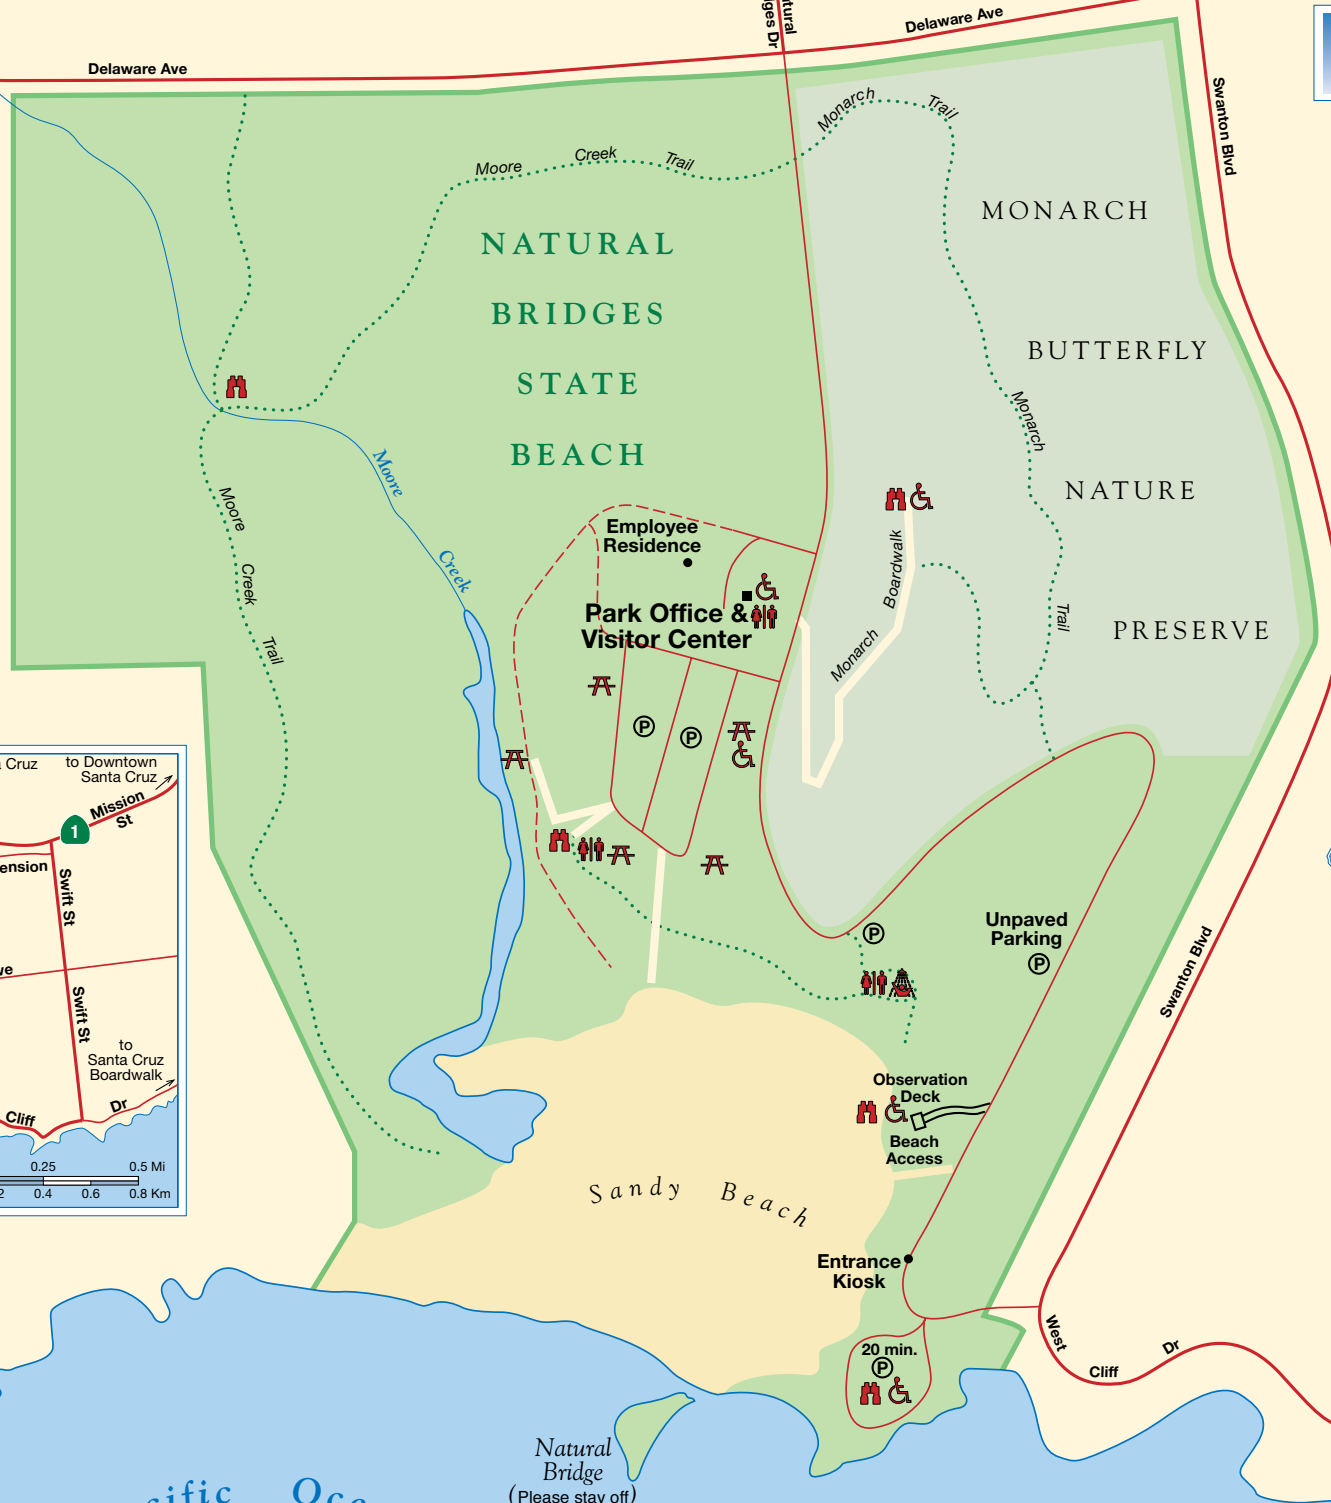 Delaware Ave
Delaware Ave
Swanton Blvd
Monarch
Trail
Moore
Creek
Trail
MONARCH
NATURAL
BRIDGES
STATE
BEACH
BUTTERFLY
Monarch
NATURE
Moore
Creek
Moore
Creek
Trail
Employee
Residence
Boardwalk
Monarch
Trail
PRESERVE
Park Office &
Visitor Center
P
P
to Downtown
Santa Cruz
Cruz
Mission
St
1
Swift St
Swift St
to
Santa Cruz
Boardwalk
Cliff
Dr
0.25
0.5 Mi
0.4
0.6
0.8 Km
P
Unpaved
Parking
P
Swanton Blvd
Observation
Deck
Beach
Access
Sandy Beach
Entrance
Kiosk
20 min.
P
West
Cliff
Dr
Natural
Bridge
(Please stay off)